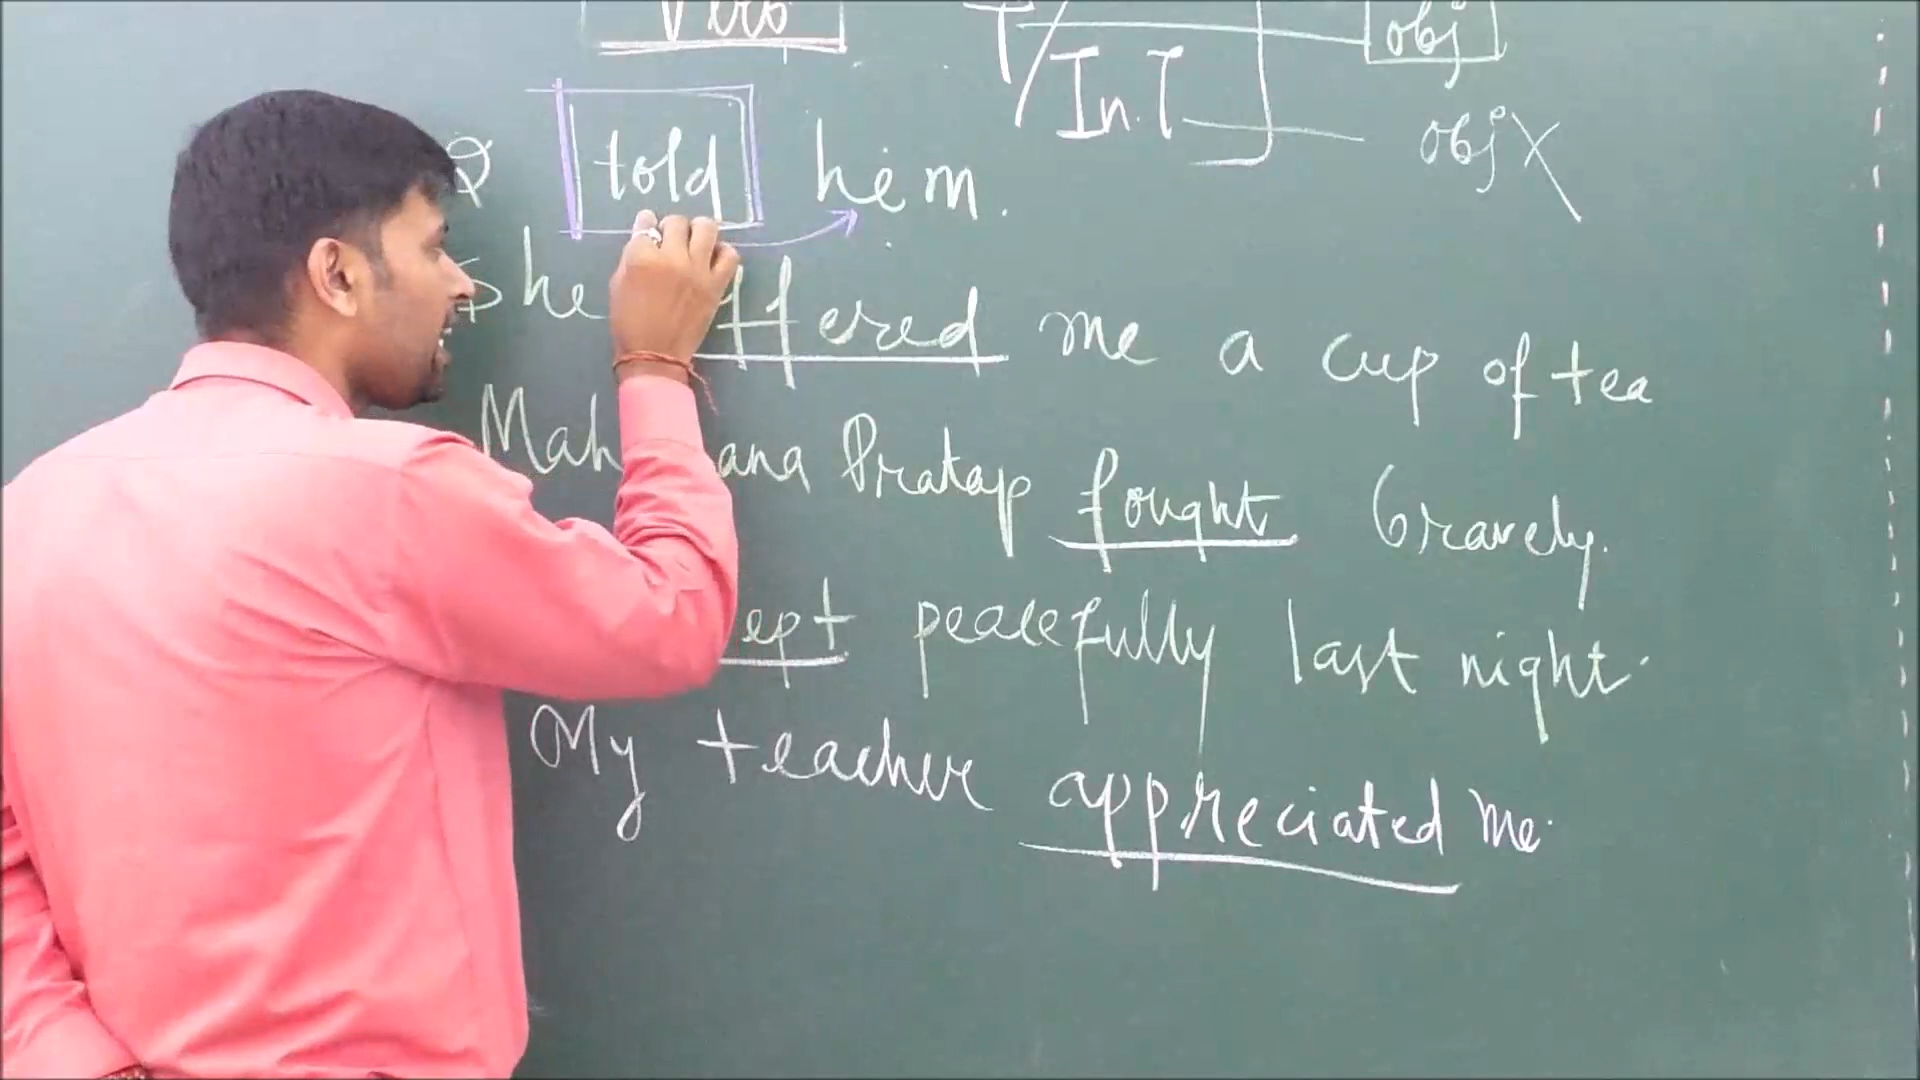 Verb T/In.T obj
obj X
I told him.
She offered me a cup of tea
Maharana Pratap fought bravely.
slept peacefully last night.
My teacher appreciated me.